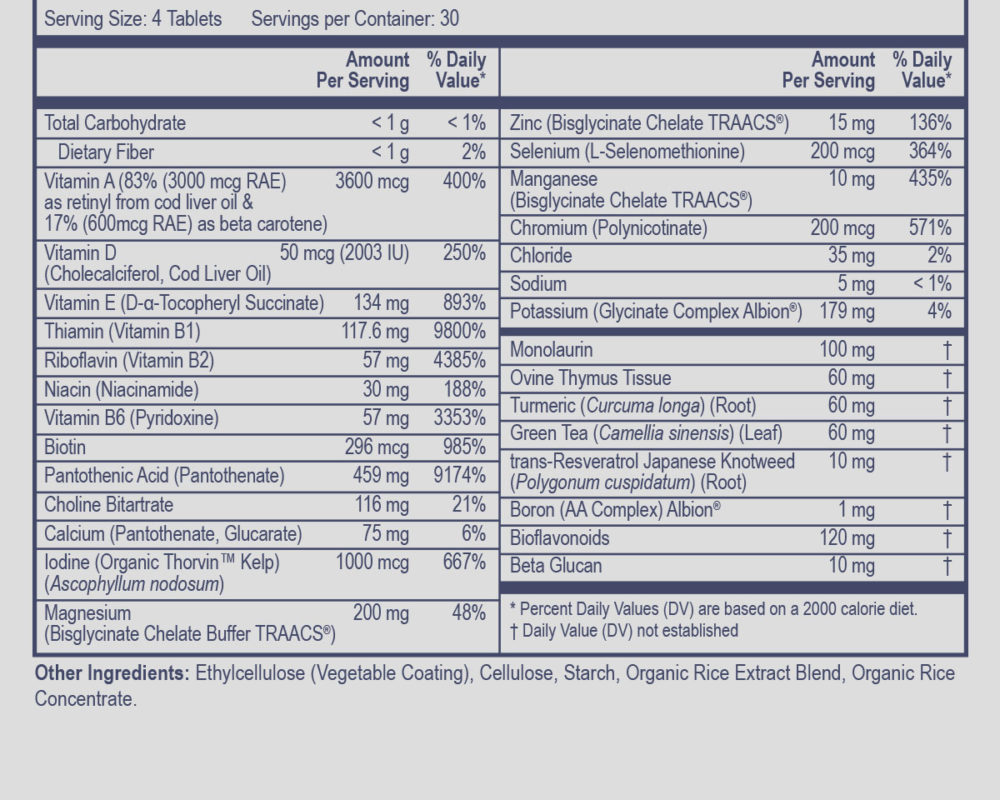 Serving Size: 4 Tablets Servings per Container: 30
Amount Per Serving % Daily Value*
Total Carbohydrate < 1 g < 1%
Dietary Fiber < 1 g 2%
Vitamin A (83% (3000 mcg RAE) 3600 mcg 400%
as retinyl from cod liver oil &
17% (600mcg RAE) as beta carotene)
Vitamin D 50 mcg (2003 IU) 250%
(Cholecalciferol, Cod Liver Oil)
Vitamin E (D-α-Tocopheryl Succinate) 134 mg 893%
Thiamin (Vitamin B1) 117.6 mg 9800%
Riboflavin (Vitamin B2) 57 mg 4385%
Niacin (Niacinamide) 30 mg 188%
Vitamin B6 (Pyridoxine) 57 mg 3353%
Biotin 296 mcg 985%
Pantothenic Acid (Pantothenate) 459 mg 9174%
Choline Bitartrate 116 mg 21%
Calcium (Pantothenate, Glucarate) 75 mg 6%
Iodine (Organic Thorvin™ Kelp) 1000 mcg 667%
(Ascophyllum nodosum)
Magnesium 200 mg 48%
(Bisglycinate Chelate Buffer TRAACS®)
Amount Per Serving % Daily Value*
Zinc (Bisglycinate Chelate TRAACS®) 15 mg 136%
Selenium (L-Selenomethionine) 200 mcg 364%
Manganese 10 mg 435%
(Bisglycinate Chelate TRAACS®)
Chromium (Polynicotinate) 200 mcg 571%
Chloride 35 mg 2%
Sodium 5 mg < 1%
Potassium (Glycinate Complex Albion®) 179 mg 4%
Monolaurin 100 mg †
Ovine Thymus Tissue 60 mg †
Turmeric (Curcuma longa) (Root) 60 mg †
Green Tea (Camellia sinensis) (Leaf) 60 mg †
trans-Resveratrol Japanese Knotweed 10 mg †
(Polygonum cuspidatum) (Root)
Boron (AA Complex) Albion® 1 mg †
Bioflavonoids 120 mg †
Beta Glucan 10 mg †
* Percent Daily Values (DV) are based on a 2000 calorie diet.
† Daily Value (DV) not established
Other Ingredients: Ethylcellulose (Vegetable Coating), Cellulose, Starch, Organic Rice Extract Blend, Organic Rice
Concentrate.